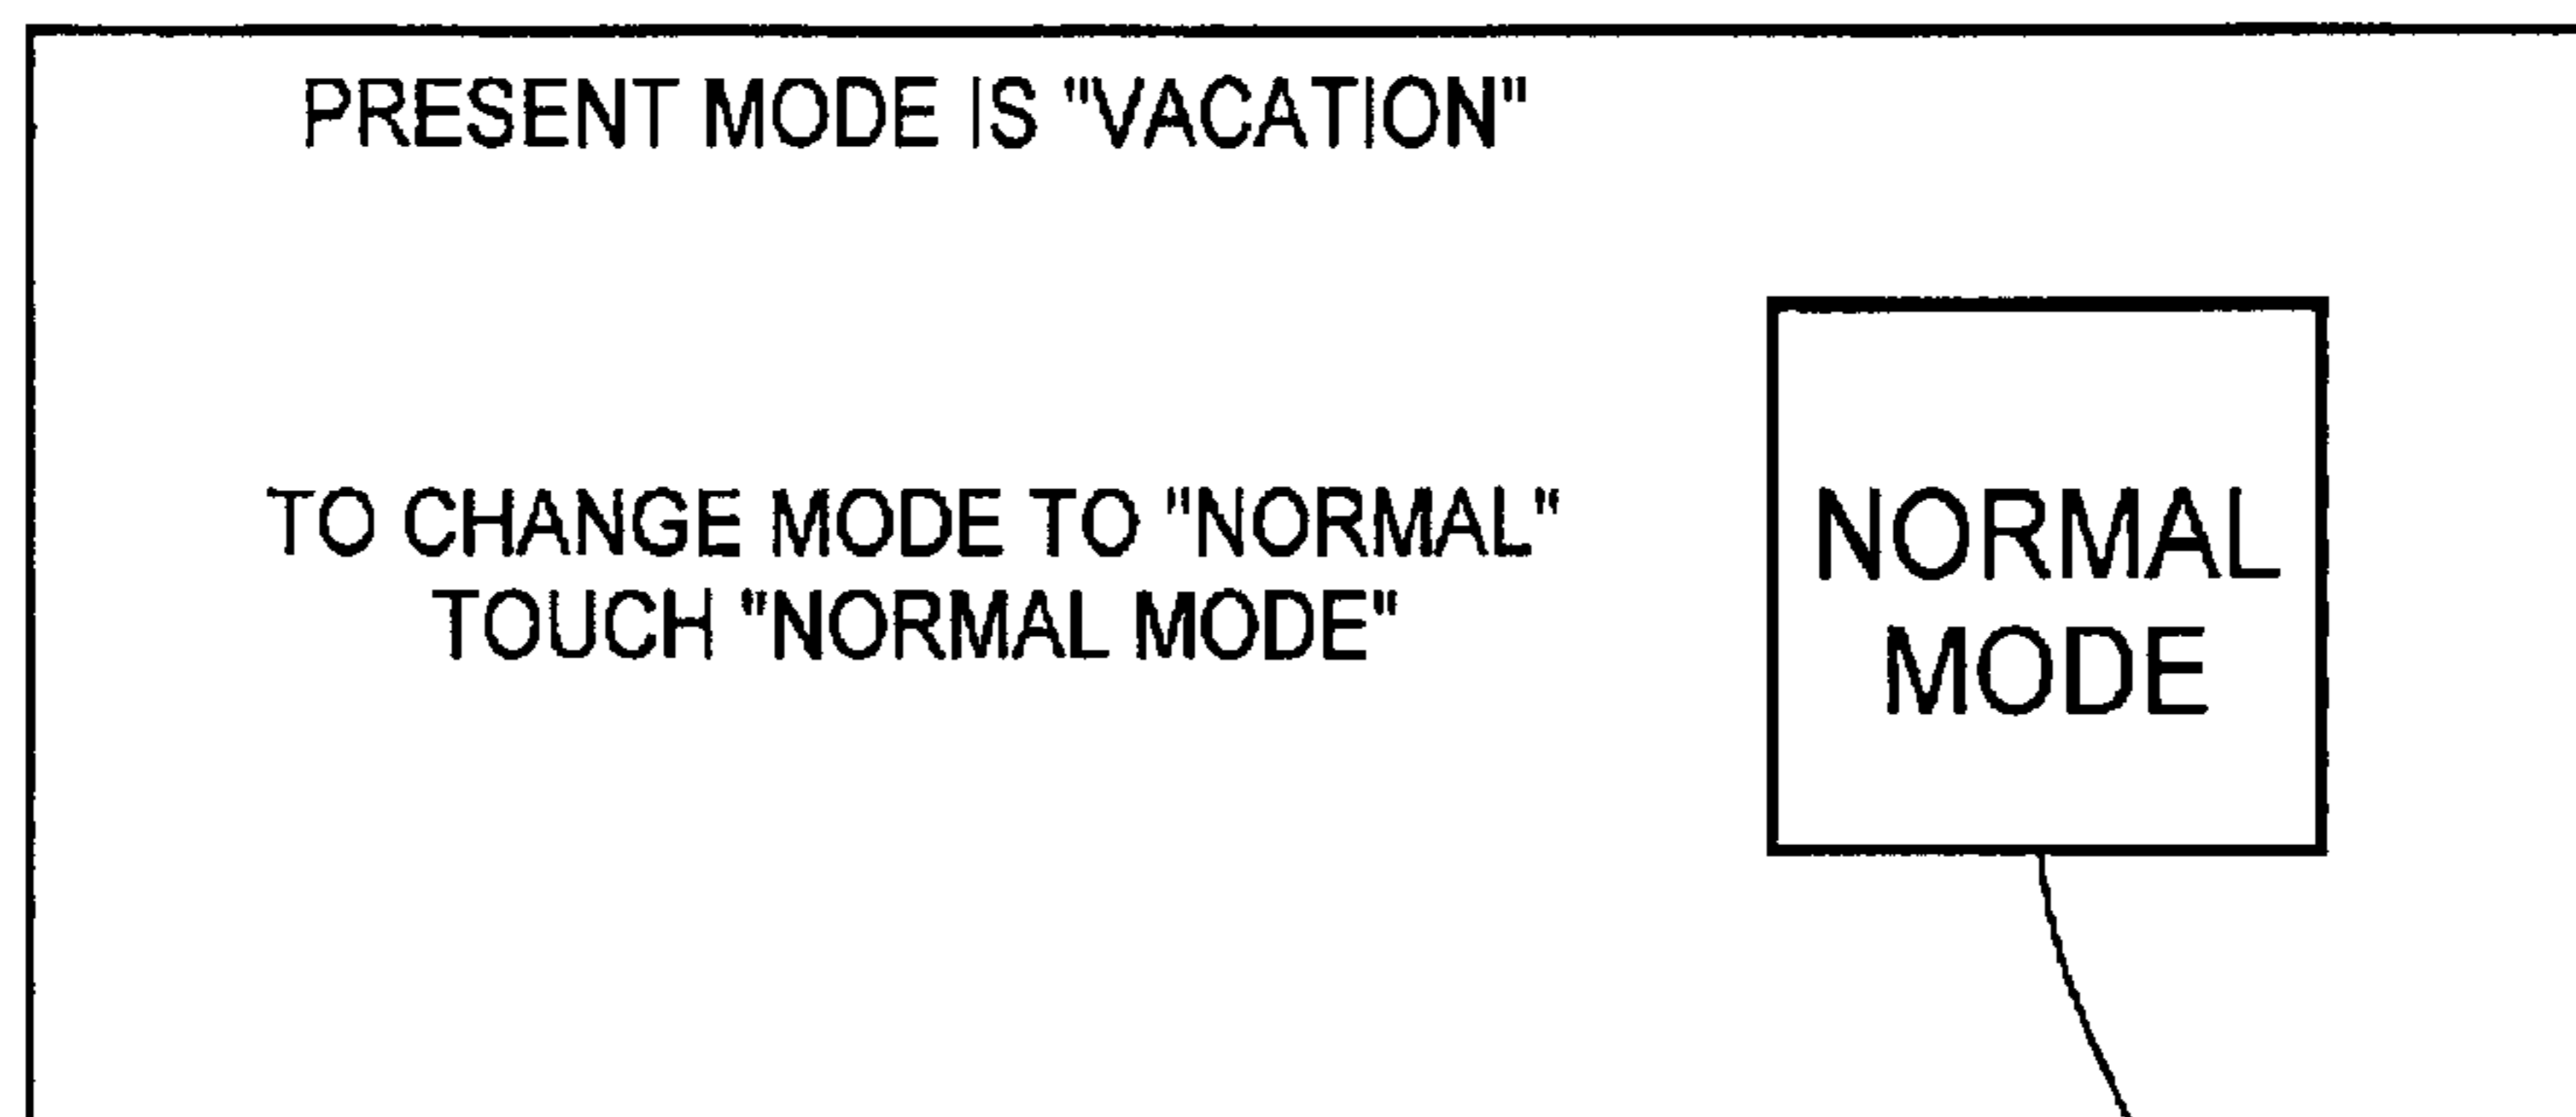 PRESENT MODE IS "VACATION"
TO CHANGE MODE TO "NORMAL"
TOUCH "NORMAL MODE"
NORMAL
MODE